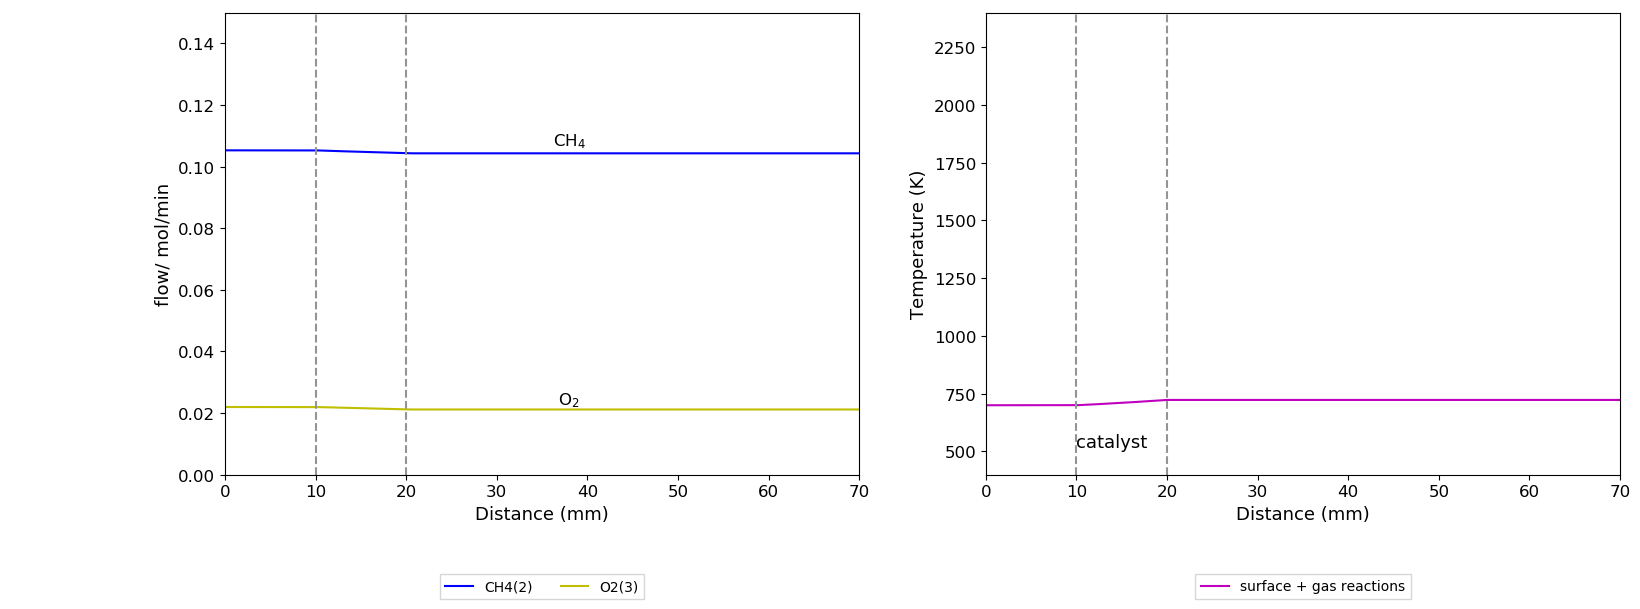 0.14
0.12
0.10
0.08
0.06
0.04
0.02
0.00
flow/ mol/min
CH₄
O₂
0 10 20 30 40 50 60 70
Distance (mm)
CH4(2) O2(3)
2250
2000
1750
1500
1250
1000
750
500
Temperature (K)
catalyst
0 10 20 30 40 50 60 70
Distance (mm)
surface + gas reactions